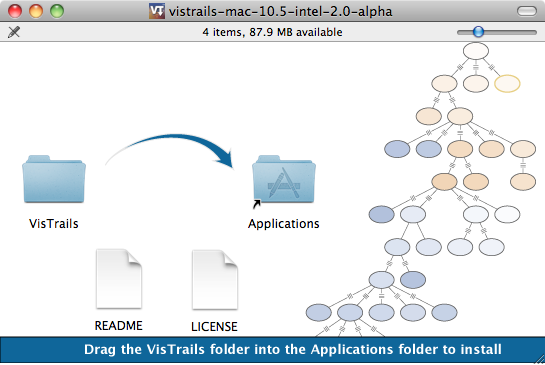 vistrails-mac-10.5-intel-2.0-alpha
4 items, 87.9 MB available
VisTrails
Applications
README
LICENSE
Drag the VisTrails folder into the Applications folder to install